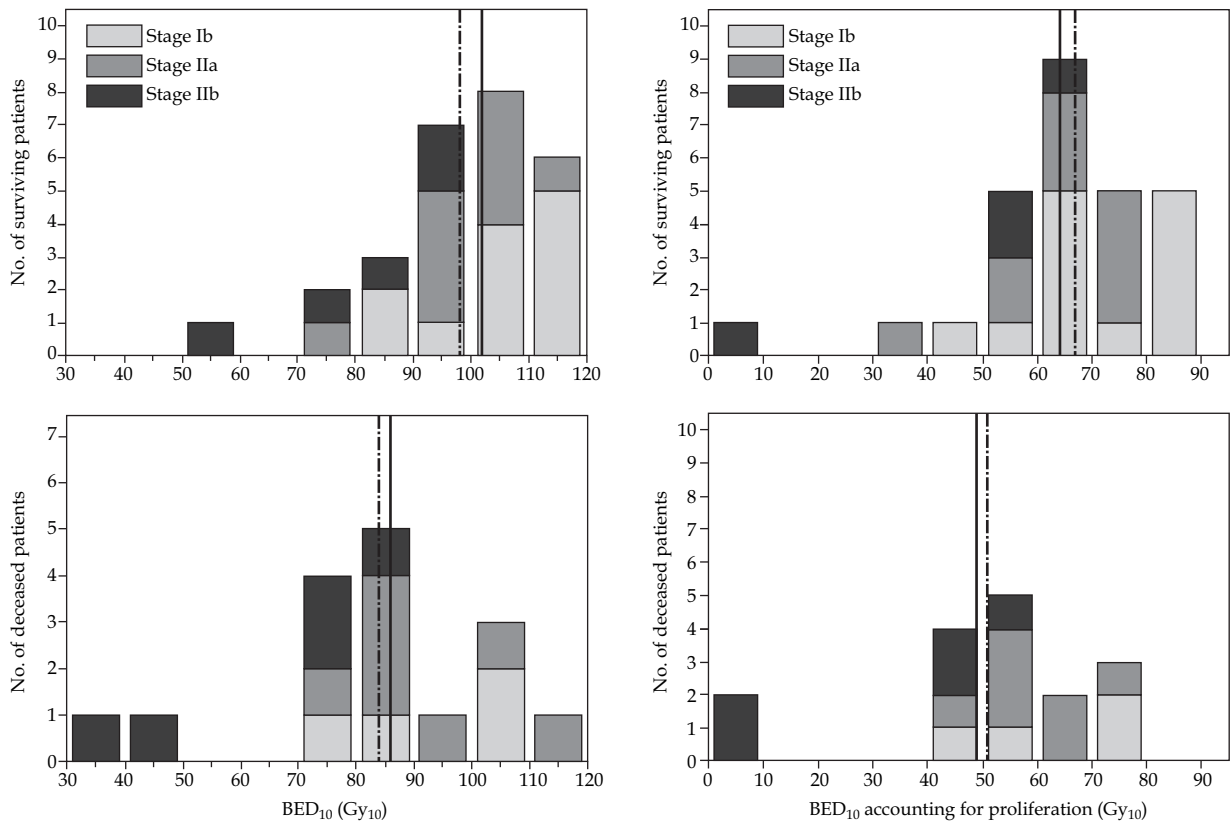 No. of surviving patients
10
9
8
7
6
5
4
3
2
1
0
Stage Ib
Stage IIa
Stage IIb
30 40 50 60 70 80 90 100 110 120
No. of surviving patients
10
9
8
7
6
5
4
3
2
1
0
Stage Ib
Stage IIa
Stage IIb
0 10 20 30 40 50 60 70 80 90
No. of deceased patients
7
6
5
4
3
2
1
0
30 40 50 60 70 80 90 100 110 120
BED10 (Gy10)
No. of deceased patients
10
9
8
7
6
5
4
3
2
1
0
0 10 20 30 40 50 60 70 80 90
BED10 accounting for proliferation (Gy10)